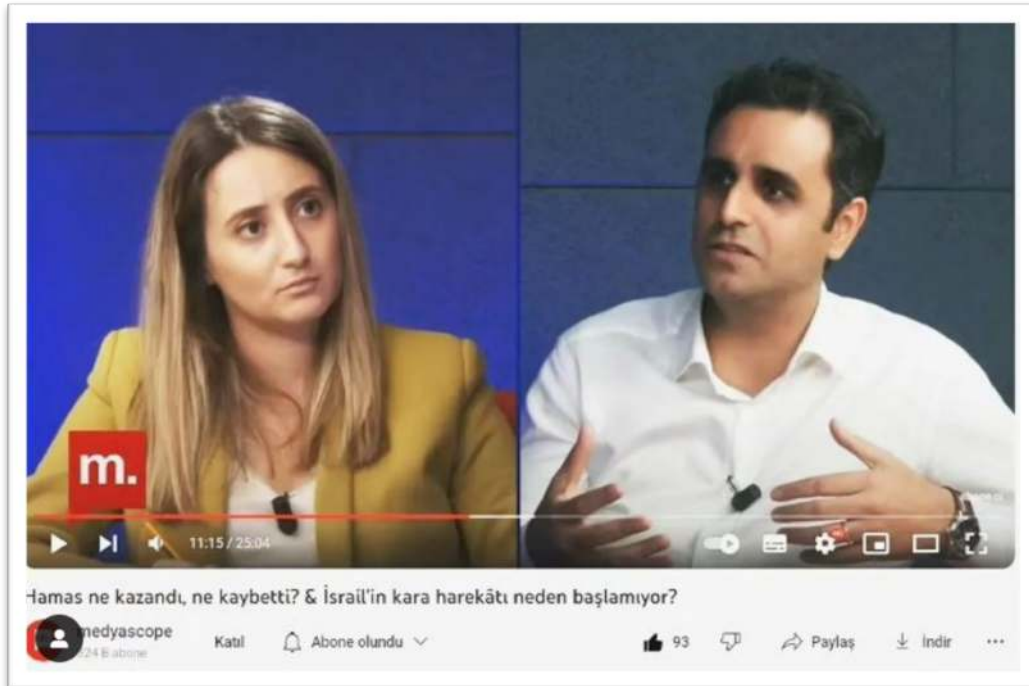 m.
11:15 / 25:04
Hamas ne kazandı, ne kaybetti? & İsrail'in kara harekâtı neden başlamıyor?
medyascope
Katıl
Abone olundu
93
Paylaş
İndir
...